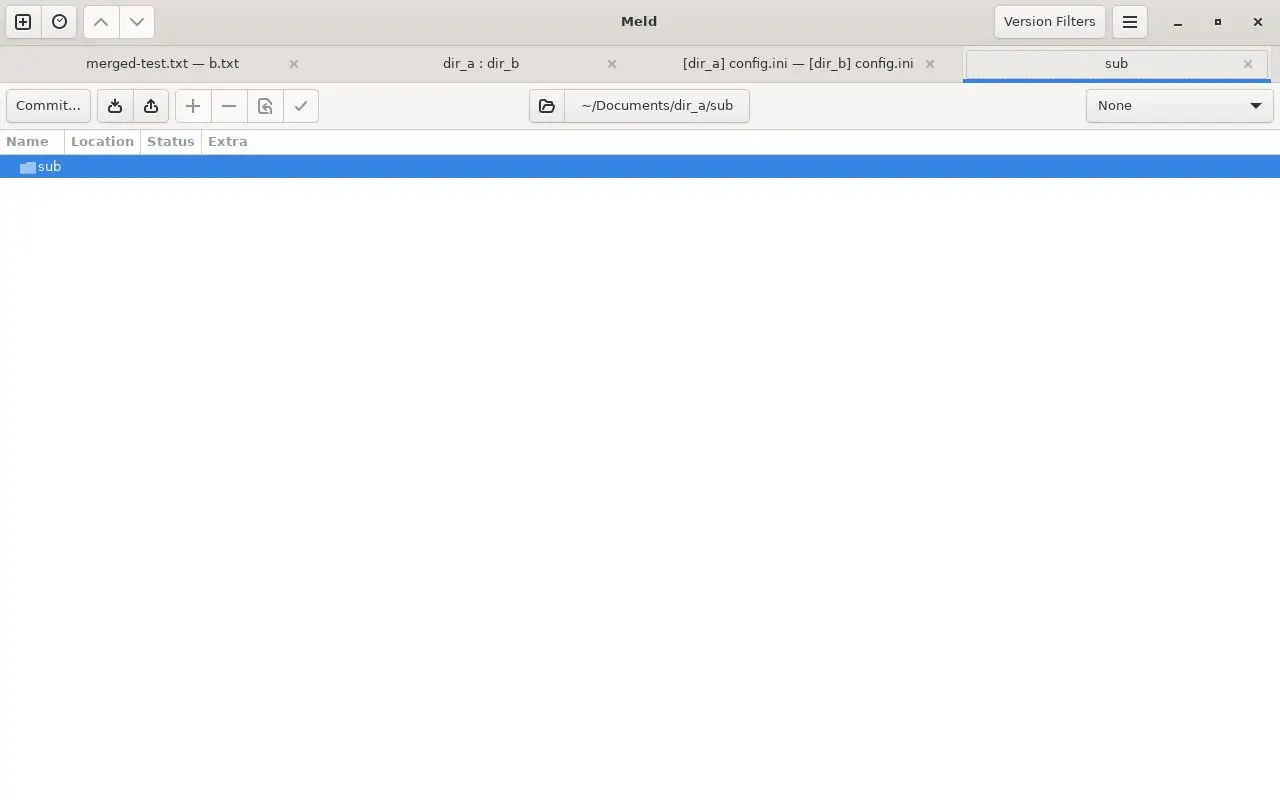 Meld
Version Filters
merged-test.txt — b.txt
dir_a : dir_b
[dir_a] config.ini — [dir_b] config.ini
sub
Commit...
~/Documents/dir_a/sub
None
Name Location Status Extra
sub